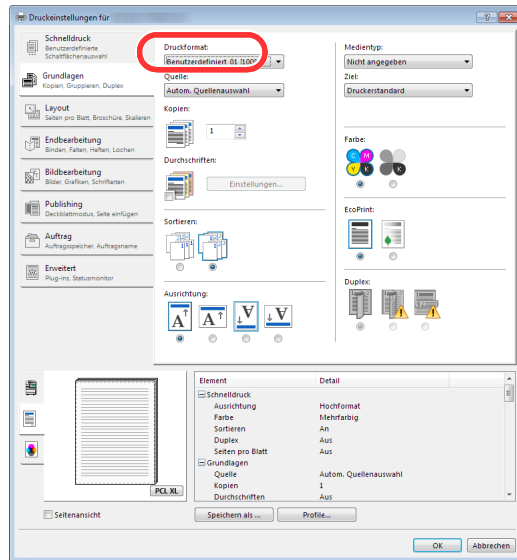 Druckeinstellungen für
Schnelldruck
Benutzerdefinierte
Schaltflächenauswahl
Grundlagen
Kopien, Gruppieren, Duplex
Layout
Seiten pro Blatt, Broschüre, Skalieren
Endbearbeitung
Binden, Falten, Heften, Lochen
Bildbearbeitung
Bilder, Grafiken, Schriftarten
Publishing
Deckblattmodus, Seite einfügen
Auftrag
Auftragsspeicher, Auftragsname
Erweitert
Plug-ins, Statusmonitor
Druckformat:
Benutzerdefiniert 01 [100%
Quelle:
Autom. Quellenauswahl
Kopien:
1
Durchschriften:
Einstellungen...
Sortieren:
Ausrichtung:
A A A A
Medientyp:
Nicht angegeben
Ziel:
Druckerstandard
Farbe:
C M
Y K K
EcoPrint:
Duplex:
PCL XL
Seitenansicht
Element Detail
Schnelldruck
Ausrichtung Hochformat
Farbe Mehrfarbig
Sortieren An
Duplex Aus
Seiten pro Blatt Aus
Grundlagen
Quelle Autom. Quellenauswahl
Kopien 1
Durchschriften Aus
Speichern als ... Profile...
OK Abbrechen